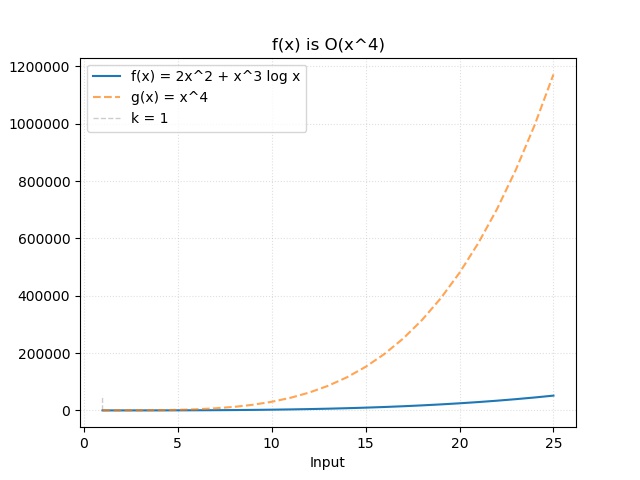 f(x) is O(x^4)
f(x) = 2x^2 + x^3 log x
g(x) = x^4
k = 1
1200000
1000000
800000
600000
400000
200000
0
0 5 10 15 20 25
Input